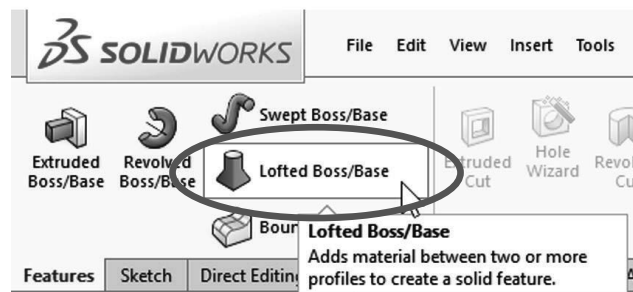 SOLIDWORKS
File Edit View Insert Tools
Swept Boss/Base
Extruded Boss/Base
Revolved Boss/Base
Lofted Boss/Base
Extruded Cut
Hole Wizard
Lofted Boss/Base
Adds material between two or more
profiles to create a solid feature.
Features Sketch Direct Editing